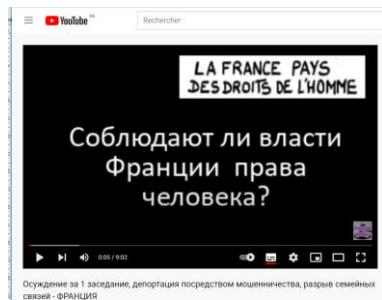 YouTube
FR
Rechercher
LA FRANCE PAYS
DES DROITS DE L'HOMME
Соблюдают ли власти
Франции права
человека?
0:05 / 9:02
Осуждение за 1 заседание, депортация посредством мошенничества, разрыв семейных
связей - ФРАНЦИЯ